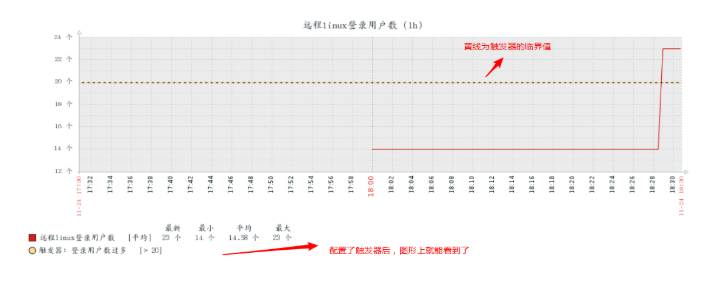 远程linux登录用户数 (1h)
24 个
黄线为触发器的临界值
22 个
20 个
18 个
16 个
14 个
12 个
11-24 17:30 17:32 17:34 17:36 17:38 17:40 17:42 17:44 17:46 17:48 17:50 17:52 17:54 17:56 17:58 18:00 18:02 18:04 18:06 18:08 18:10 18:12 18:14 18:16 18:18 18:20 18:22 18:24 18:26 18:28 18:30 11-24 18:30
最新 最小 平均 最大
远程linux登录用户数 [平均] 23 个 14 个 14.58 个 23 个
触发器: 登录用户数过多 [> 20]
配置了触发器后，图形上就能看到了